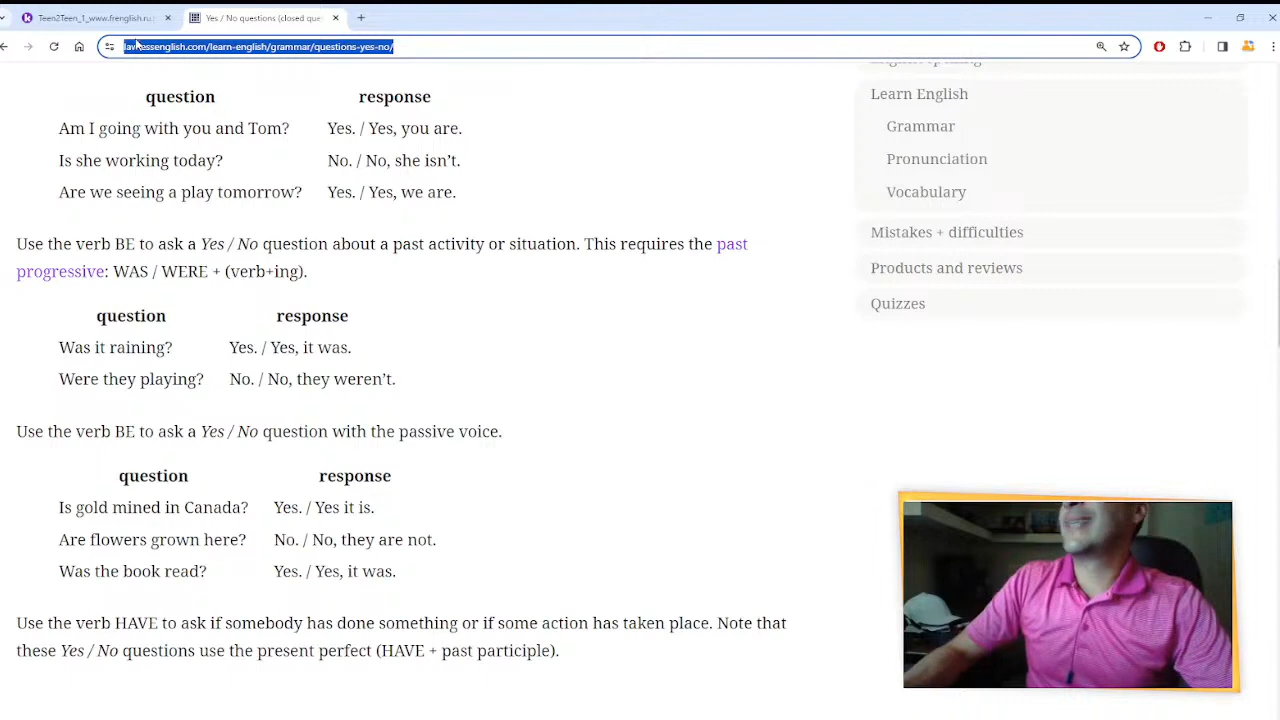 Teen2Teen_1_www.frenglish.ru
Yes / No questions (closed que
lawlessenglish.com/learn-english/grammar/questions-yes-no/
question response
Am I going with you and Tom? Yes. / Yes, you are.
Is she working today? No. / No, she isn't.
Are we seeing a play tomorrow? Yes. / Yes, we are.
Use the verb BE to ask a Yes / No question about a past activity or situation. This requires the past
progressive: WAS / WERE + (verb+ing).
question response
Was it raining? Yes. / Yes, it was.
Were they playing? No. / No, they weren't.
Use the verb BE to ask a Yes / No question with the passive voice.
question response
Is gold mined in Canada? Yes. / Yes it is.
Are flowers grown here? No. / No, they are not.
Was the book read? Yes. / Yes, it was.
Use the verb HAVE to ask if somebody has done something or if some action has taken place. Note that
these Yes / No questions use the present perfect (HAVE + past participle).
Learn English
Grammar
Pronunciation
Vocabulary
Mistakes + difficulties
Products and reviews
Quizzes